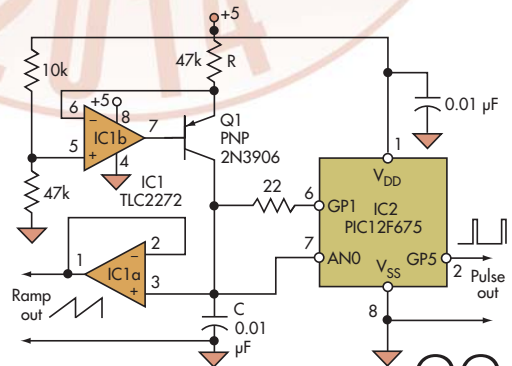 +5
47k R
10k
+5
6
8
Q1
PNP
2N3906
0.01 µF
−
IC1b
7
5
+
4
1
IC1
TLC2272
VDD
22
6
GP1
IC2
PIC12F675
47k
7
AN0
GP5
2
Pulse
out
VSS
1
−
2
IC1a
+
3
Ramp
out
C
0.01
µF
8